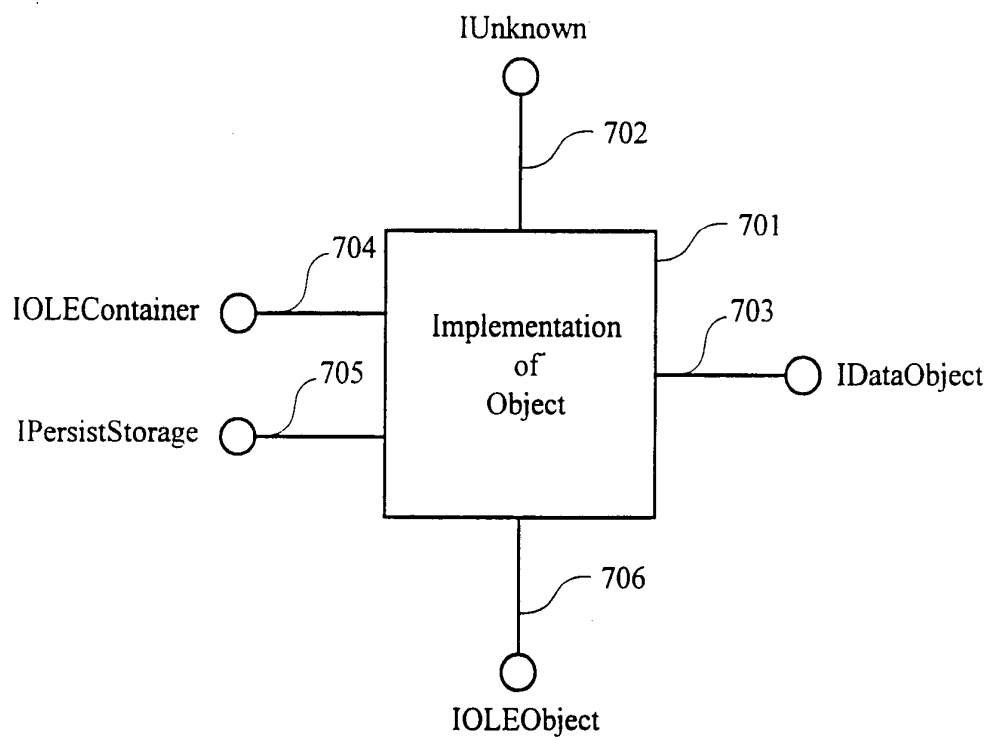 IUnknown
702
701
704
IOLEContainer
Implementation
of
Object
703
IDataObject
705
IPersistStorage
706
IOLEObject